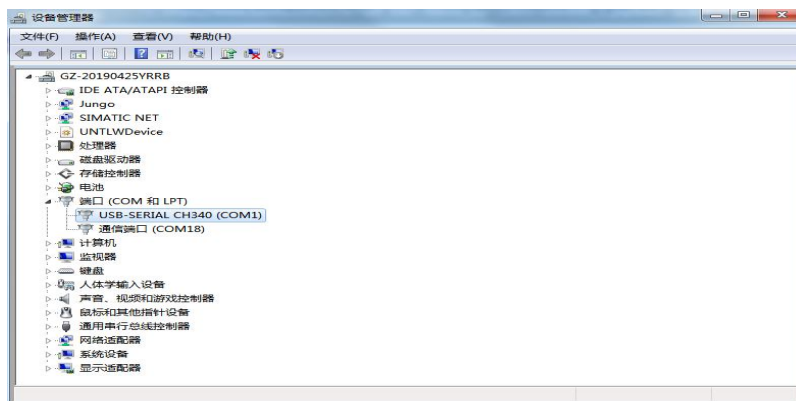 设备管理器
文件(F) 操作(A) 查看(V) 帮助(H)
GZ-20190425YRRB
IDE ATA/ATAPI 控制器
Jungo
SIMATIC NET
UNTLWDevice
处理器
磁盘驱动器
存储控制器
电池
端口 (COM 和 LPT)
USB-SERIAL CH340 (COM1)
通信端口 (COM18)
计算机
监视器
键盘
人体学输入设备
声音、视频和游戏控制器
鼠标和其他指针设备
通用串行总线控制器
网络适配器
系统设备
显示适配器